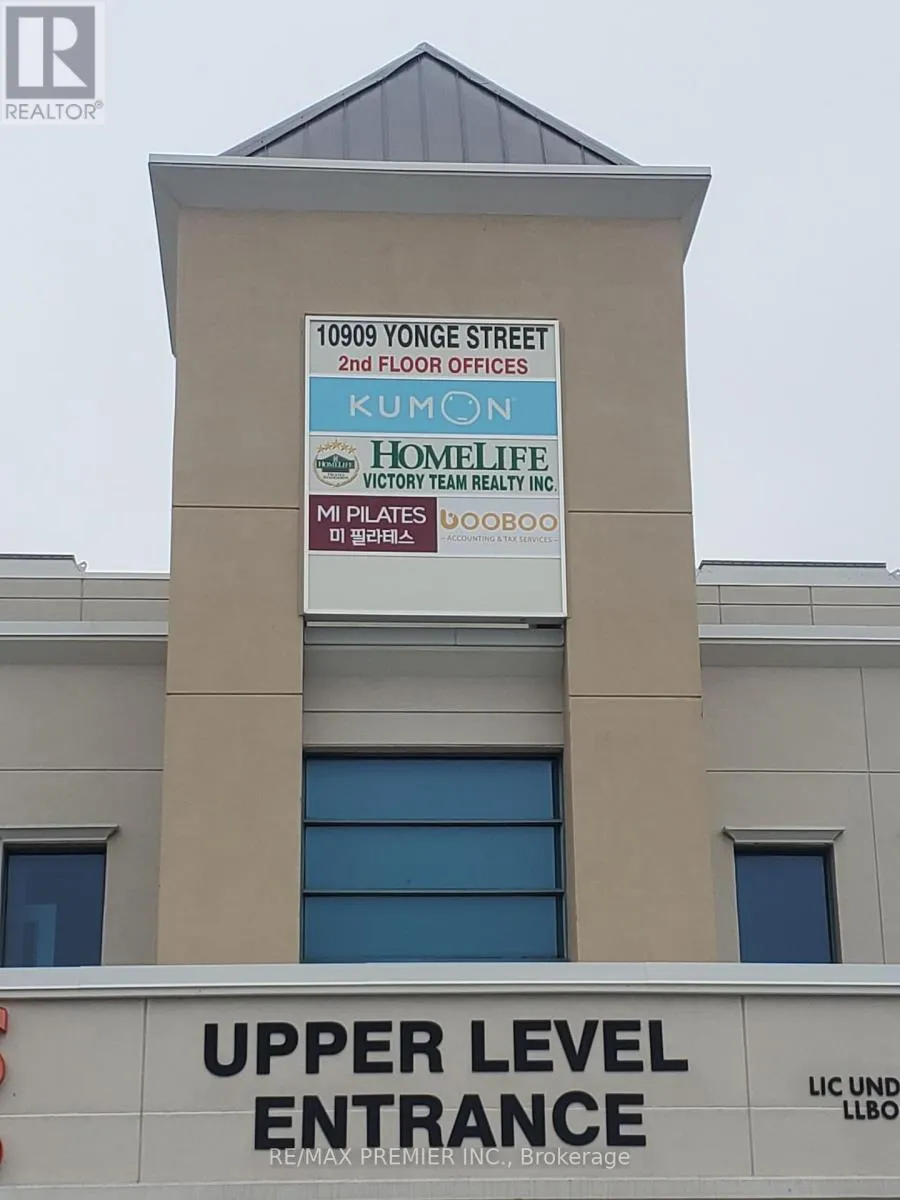 REALTOR®
10909 YONGE STREET
2nd FLOOR OFFICES
KUMON
HOMELIFE
HOMELIFE
VICTORY TEAM REALTY INC.
MI PILATES
미 필라테스
BOOBOO
- ACCOUNTING & TAX SERVICES -
UPPER LEVEL
ENTRANCE
LIC UND
LLBO
RE/MAX PREMIER INC., Brokerage